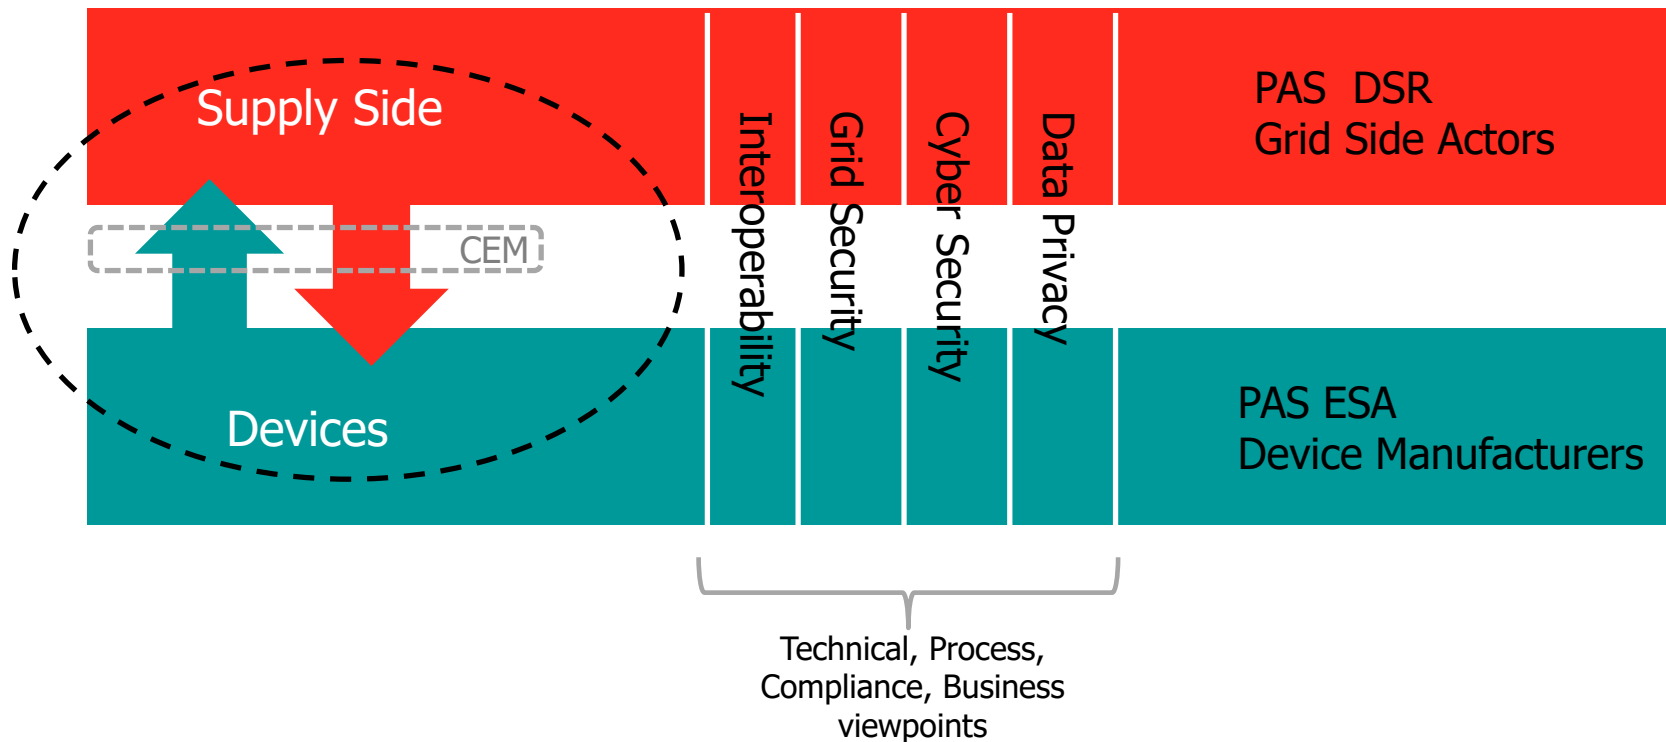 Supply Side
CEM
Devices
Interoperability
Grid Security
Cyber Security
Data Privacy
PAS  DSR
Grid Side Actors
PAS ESA
Device Manufacturers
Technical, Process,
Compliance, Business
viewpoints